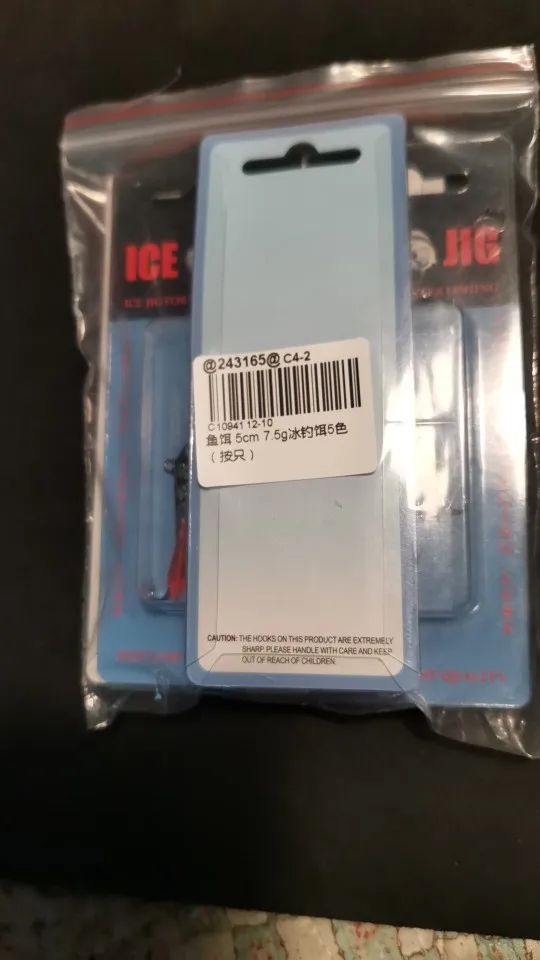 ICE
JIG
@243165@ C4-2
C10941 12-10
鱼饵 5cm 7.5g冰钓饵5色
（按只）
CAUTION: THE HOOKS ON THIS PRODUCT ARE EXTREMELY
SHARP. PLEASE HANDLE WITH CARE AND KEEP
OUT OF REACH OF CHILDREN.